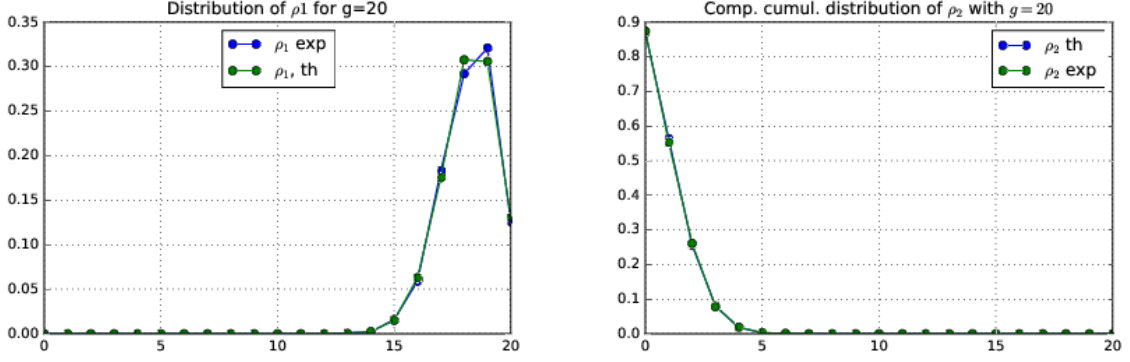 Distribution of ρ1 for g=20
0.35
0.30
0.25
0.20
0.15
0.10
0.05
0.00
0 5 10 15 20
ρ₁ exp
ρ₁, th
Comp. cumul. distribution of ρ₂ with g = 20
0.9
0.8
0.7
0.6
0.5
0.4
0.3
0.2
0.1
0.0
0 5 10 15 20
ρ₂ th
ρ₂ exp